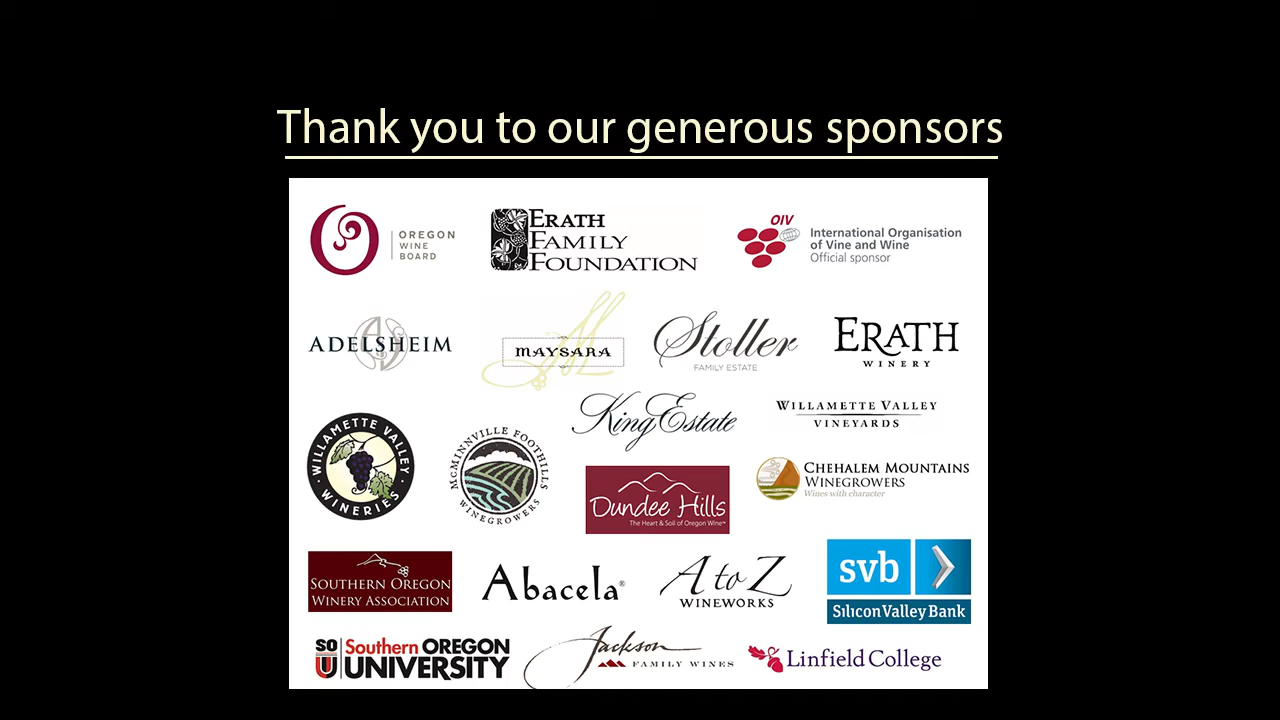 Thank you to our generous sponsors
OREGON
WINE
BOARD
ERATH
FAMILY
FOUNDATION
OIV
International Organisation
of Vine and Wine
Official sponsor
ADELSHEIM
MAYSARA
Stoller
FAMILY ESTATE
ERATH
WINERY
King Estate
WILLAMETTE VALLEY
VINEYARDS
· WILLAMETTE VALLEY ·
WINERIES
McMINNVILLE FOOTHILLS
WINEGROWERS
Dundee Hills
The Heart & Soil of Oregon Wine™
CHEHALEM MOUNTAINS
WINEGROWERS
Wines with character
SOUTHERN OREGON
WINERY ASSOCIATION
Abacela®
A to Z
WINEWORKS
svb
Silicon Valley Bank
SO
U
Southern OREGON
UNIVERSITY
Jackson
FAMILY WINES
Linfield College